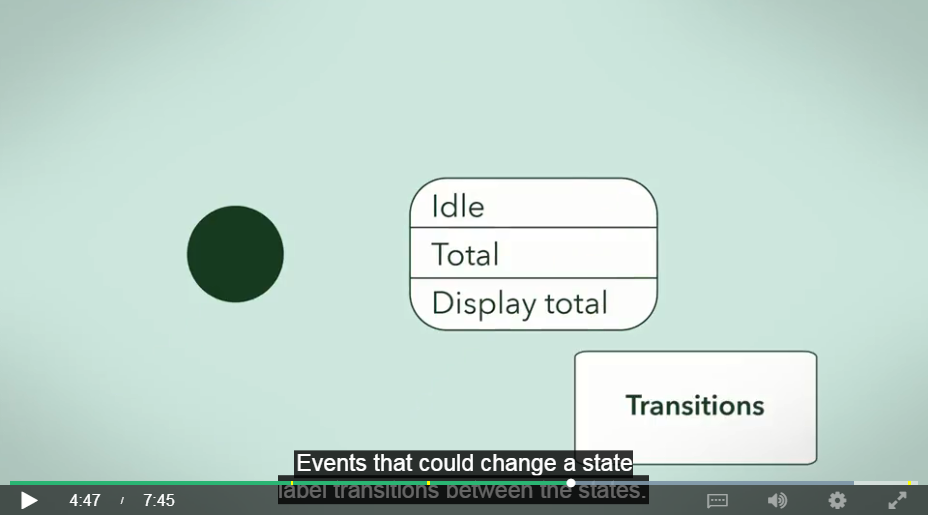 Idle
Total
Display total
Transitions
Events that could change a state
label transitions between the states.
4:47 / 7:45